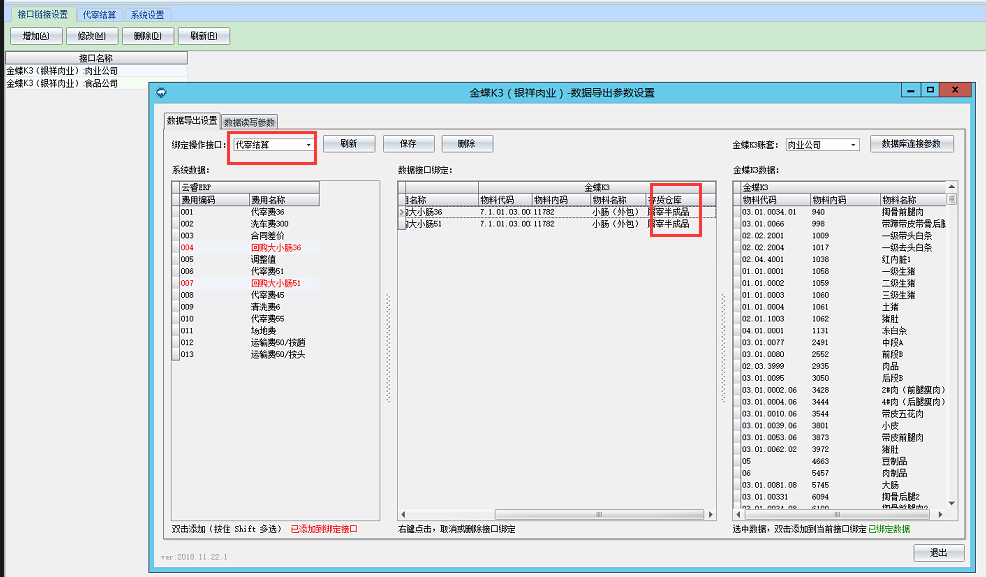 接口链接设置 代宰结算 系统设置
增加(A) 修改(M) 删除(D) 刷新(R)
接口名称
金蝶K3（银祥肉业）:肉业公司
金蝶K3（银祥肉业）:食品公司
金蝶K3（银祥肉业）-数据导出参数设置
数据导出设置 数据读写参数
绑定操作接口: 代宰结算 刷新 保存 删除 金蝶K3账套: 肉业公司 数据库连接参数
系统数据: 数据接口绑定: 金蝶K3数据:
云睿ERP
费用编码 费用名称
001 代宰费36
002 洗车费300
003 合同差价
004 回购大小肠36
005 调整值
006 代宰费51
007 回购大小肠51
008 代宰费45
009 清洗费6
010 代宰费55
011 场地费
012 运输费50/按趟
013 运输费50/按头
金蝶K3
名称 物料代码 物料内码 物料名称 存货仓库
大小肠36 7.1.01.03.00 11782 小肠（外包） 宰半成品
大小肠51 7.1.01.03.00 11782 小肠（外包） 宰半成品
金蝶K3
物料代码 物料内码 物料名称
03.01.0034.01 940 掏骨前腿肉
03.01.0066 998 带蹄带皮带骨后腿
02.02.2001 1009 一级带头白条
02.02.2004 1017 一级去头白条
02.04.4001 1038 红内脏1
01.01.0001 1058 一级生猪
01.01.0002 1059 二级生猪
01.01.0003 1060 三级生猪
01.01.0004 1061 土猪
02.01.1003 1062 猪肚
04.01.0001 1131 冻白条
03.01.0077 2491 中段A
03.01.0080 2552 前段B
02.03.3999 2935 肉品
03.01.0095 3050 后段B
03.01.0002.06 3428 2#肉（前腿瘦肉）
03.01.0004.06 3444 4#肉（后腿瘦肉）
03.01.0010.06 3544 带皮五花肉
03.01.0039.06 3801 小皮
03.01.0053.06 3873 带皮前腿肉
03.01.0062.02 3972 猪肚
05 4663 豆制品
06 5457 肉制品
03.01.0081.08 5745 大肠
03.01.00331 6094 掏骨后腿2
双击添加（按住 Shift 多选） 已添加到绑定接口 右键点击，取消或删除接口绑定 选中数据，双击添加到当前接口绑定 已绑定数据
ver:2018.11.22.1 退出